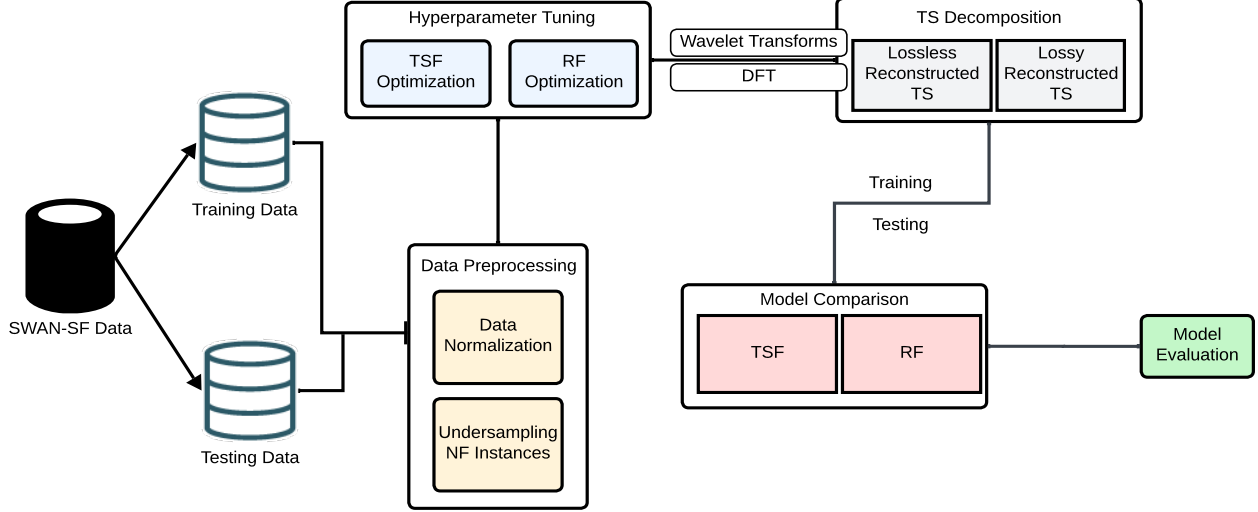 Hyperparameter Tuning
TSF
Optimization
RF
Optimization
Wavelet Transforms
DFT
TS Decomposition
Lossless
Reconstructed
TS
Lossy
Reconstructed
TS
Training Data
SWAN-SF Data
Testing Data
Data Preprocessing
Data
Normalization
Undersampling
NF Instances
Training
Testing
Model Comparison
TSF
RF
Model
Evaluation